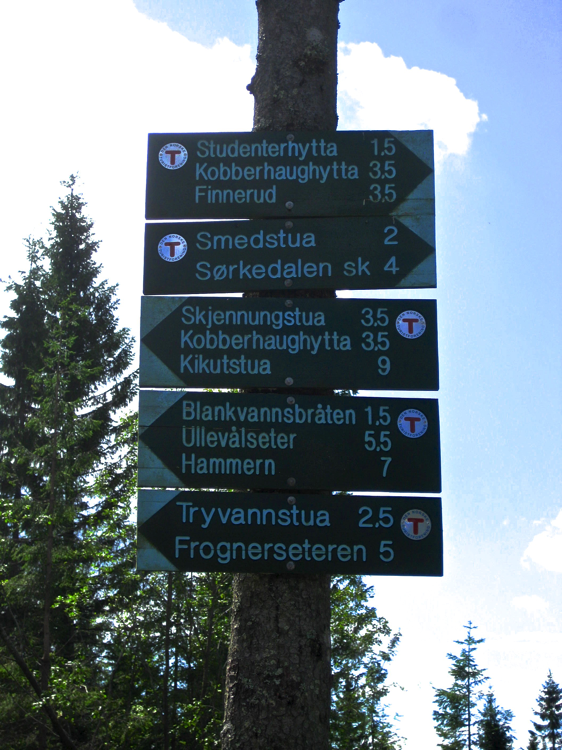 T Studenterhytta 1.5
Kobberhaughytta 3.5
Finnerud 3.5
T Smedstua 2
Sørkedalen sk 4
Skjennungstua 3.5 T
Kobberhaughytta 3.5
Kikutstua 9
Blankvannsbråten 1.5 T
Ullevålseter 5.5
Hammern 7
Tryvannstua 2.5 T
Frognerseteren 5